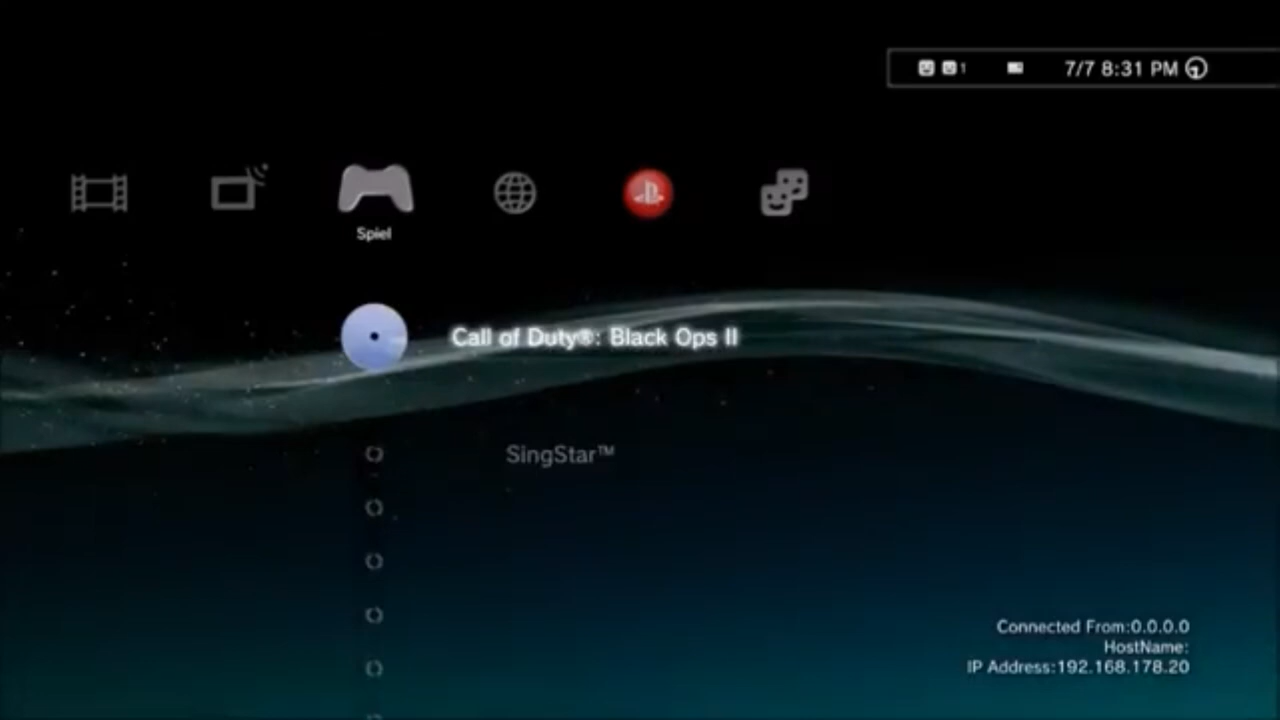 1 7/7 8:31 PM
Spiel
Call of Duty®: Black Ops II
SingStar™
Connected From:0.0.0.0
HostName:
IP Address:192.168.178.20